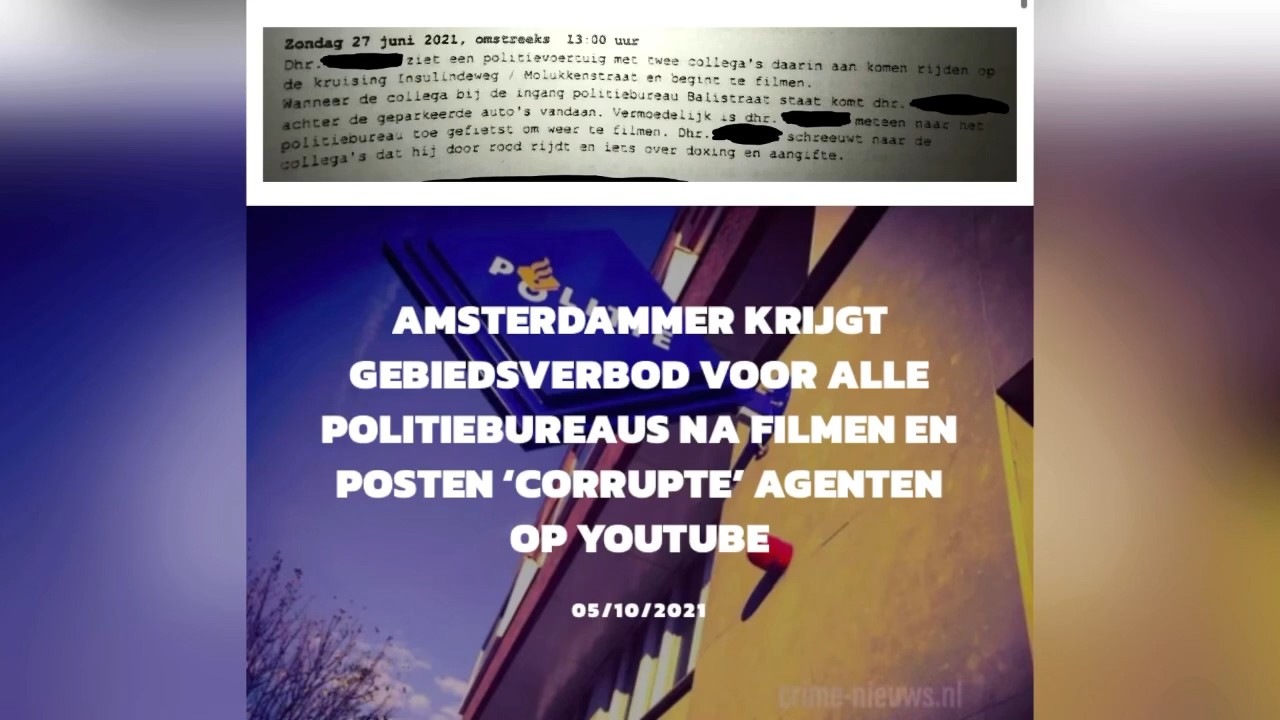 Zondag 27 juni 2021, omstreeks 13:00 uur
Dhr. ziet een politievoertuig met twee collega's daarin aan komen rijden op
de kruising Insulindeweg / Molukkenstraat en begint te filmen.
Wanneer de collega bij de ingang politiebureau Balistraat staat komt dhr.
achter de geparkeerde auto's vandaan. Vermoedelijk is dhr. meteen naar het
politiebureau toe gefietst om weer te filmen. Dhr. schreeuwt naar de
collega's dat hij door rood rijdt en iets over doxing en aangifte.
POLITIE
AMSTERDAMMER KRIJGT
GEBIEDSVERBOD VOOR ALLE
POLITIEBUREAUS NA FILMEN EN
POSTEN ‘CORRUPTE’ AGENTEN
OP YOUTUBE
05/10/2021
crime-nieuws.nl